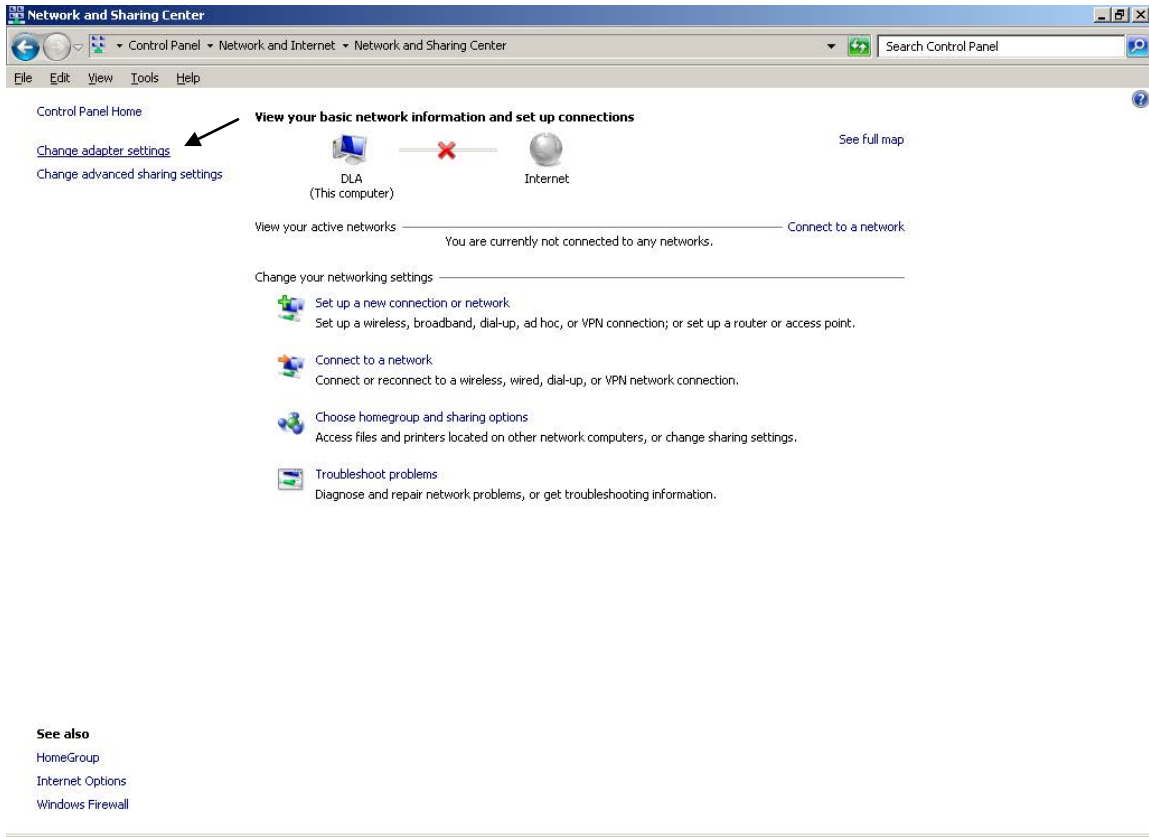 Network and Sharing Center
Control Panel Network and Internet Network and Sharing Center
Search Control Panel
File Edit View Tools Help
Control Panel Home
Change adapter settings
Change advanced sharing settings
View your basic network information and set up connections
See full map
DLA
(This computer)
Internet
View your active networks
Connect to a network
You are currently not connected to any networks.
Change your networking settings
Set up a new connection or network
Set up a wireless, broadband, dial-up, ad hoc, or VPN connection; or set up a router or access point.
Connect to a network
Connect or reconnect to a wireless, wired, dial-up, or VPN network connection.
Choose homegroup and sharing options
Access files and printers located on other network computers, or change sharing settings.
Troubleshoot problems
Diagnose and repair network problems, or get troubleshooting information.
See also
HomeGroup
Internet Options
Windows Firewall